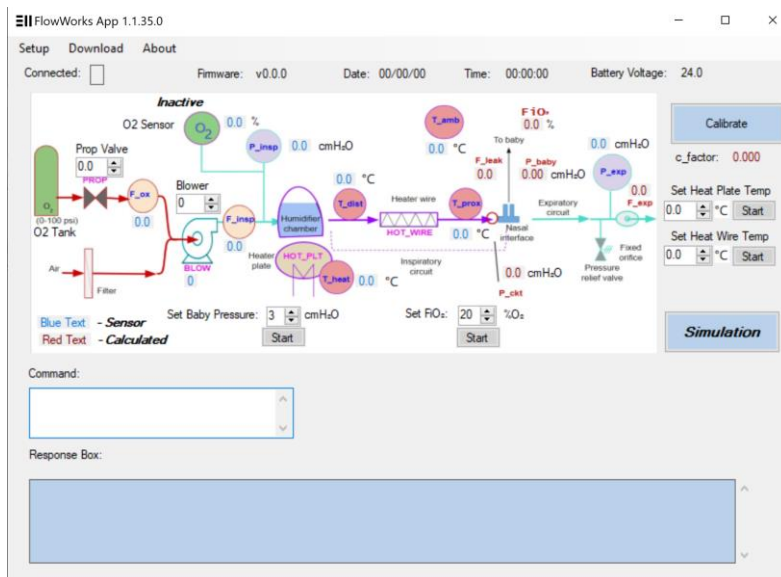 FlowWorks App 1.1.35.0
Setup Download About
Connected: Firmware: v0.0.0 Date: 00/00/00 Time: 00:00:00 Battery Voltage: 24.0
Inactive
O2 Sensor O₂ 0.0 %
P_insp 0.0 cmH₂O
T_amb
0.0 °C
FiO₂
0.0 %
To baby
F_leak
0.0
P_baby
0.00 cmH₂O
0.0 cmH₂O
P_exp
0.0
F_exp
Calibrate
c_factor: 0.000
Set Heat Plate Temp
0.0 °C Start
Set Heat Wire Temp
0.0 °C Start
Prop Valve
0.0
PROP
O₂
(0-100 psi)
O2 Tank
F_ox
0.0
Blower
0
BLOW
0
F_insp
0.0
Humidifier
chamber
0.0 °C
T_dist
Heater wire
HOT_WIRE
T_prox
0.0 °C
Nasal
interface
Expiratory
circuit
Pressure
relief valve
Fixed
orifice
Air
Filter
Heater
plate
HOT_PLT
T_heat 0.0 °C
Inspiratory
circuit
0.0 cmH₂O
P_ckt
Blue Text - Sensor
Red Text - Calculated
Set Baby Pressure: 3 cmH₂O
Start
Set FiO₂: 20 %O₂
Start
Simulation
Command:
Response Box: